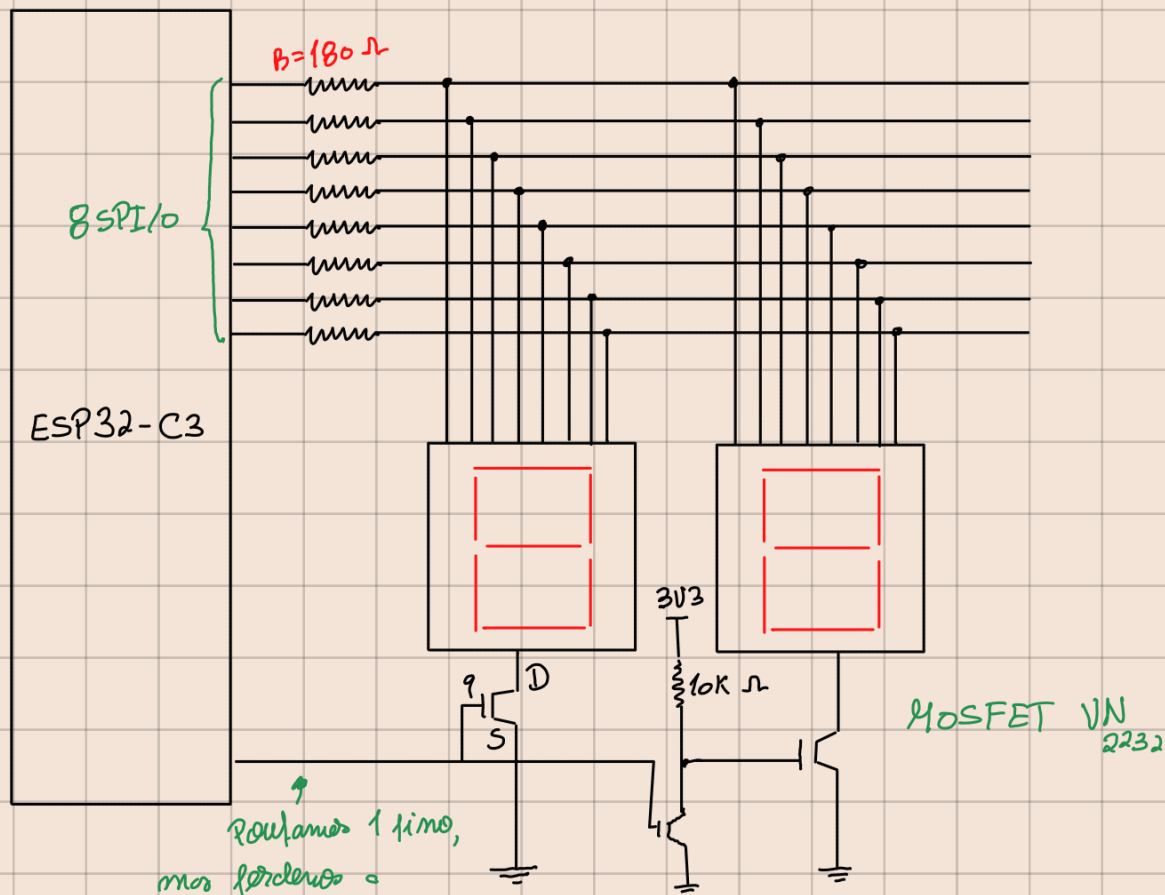 B=180 Ω
8 SPI/o
ESP32-C3
3V3
10K Ω
D
g
S
MOSFET VN
2232
Poupamos 1 pino,
mas perdemos o